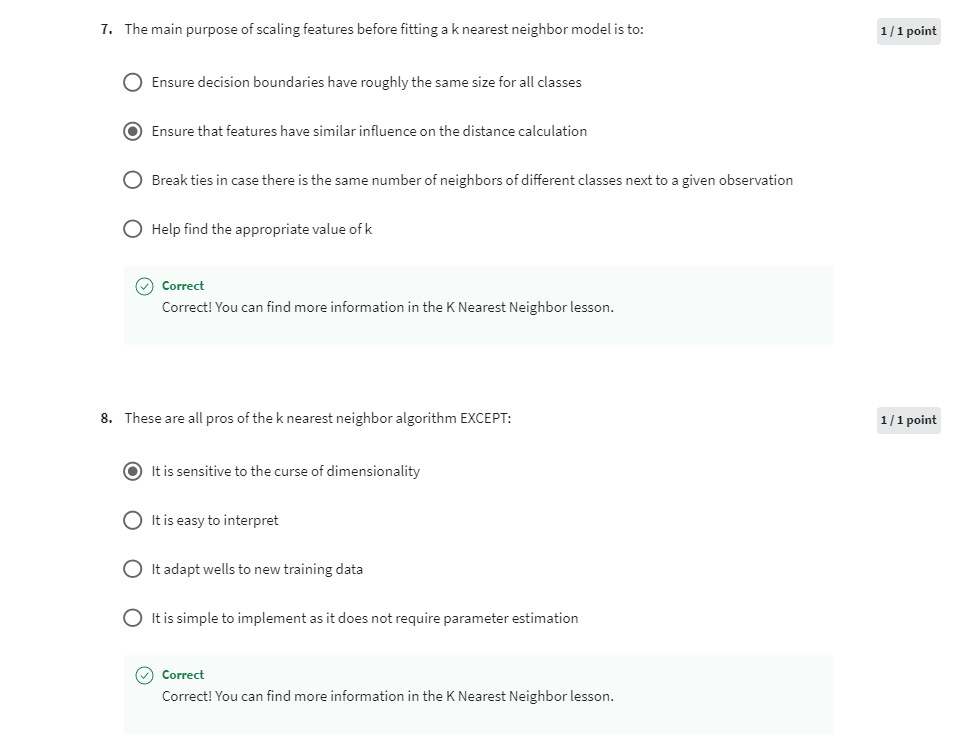 7. The main purpose of scaling features before fitting a k nearest neighbor model is to:
1 / 1 point
Ensure decision boundaries have roughly the same size for all classes
Ensure that features have similar influence on the distance calculation
Break ties in case there is the same number of neighbors of different classes next to a given observation
Help find the appropriate value of k
Correct
Correct! You can find more information in the K Nearest Neighbor lesson.
8. These are all pros of the k nearest neighbor algorithm EXCEPT:
1 / 1 point
It is sensitive to the curse of dimensionality
It is easy to interpret
It adapt wells to new training data
It is simple to implement as it does not require parameter estimation
Correct
Correct! You can find more information in the K Nearest Neighbor lesson.